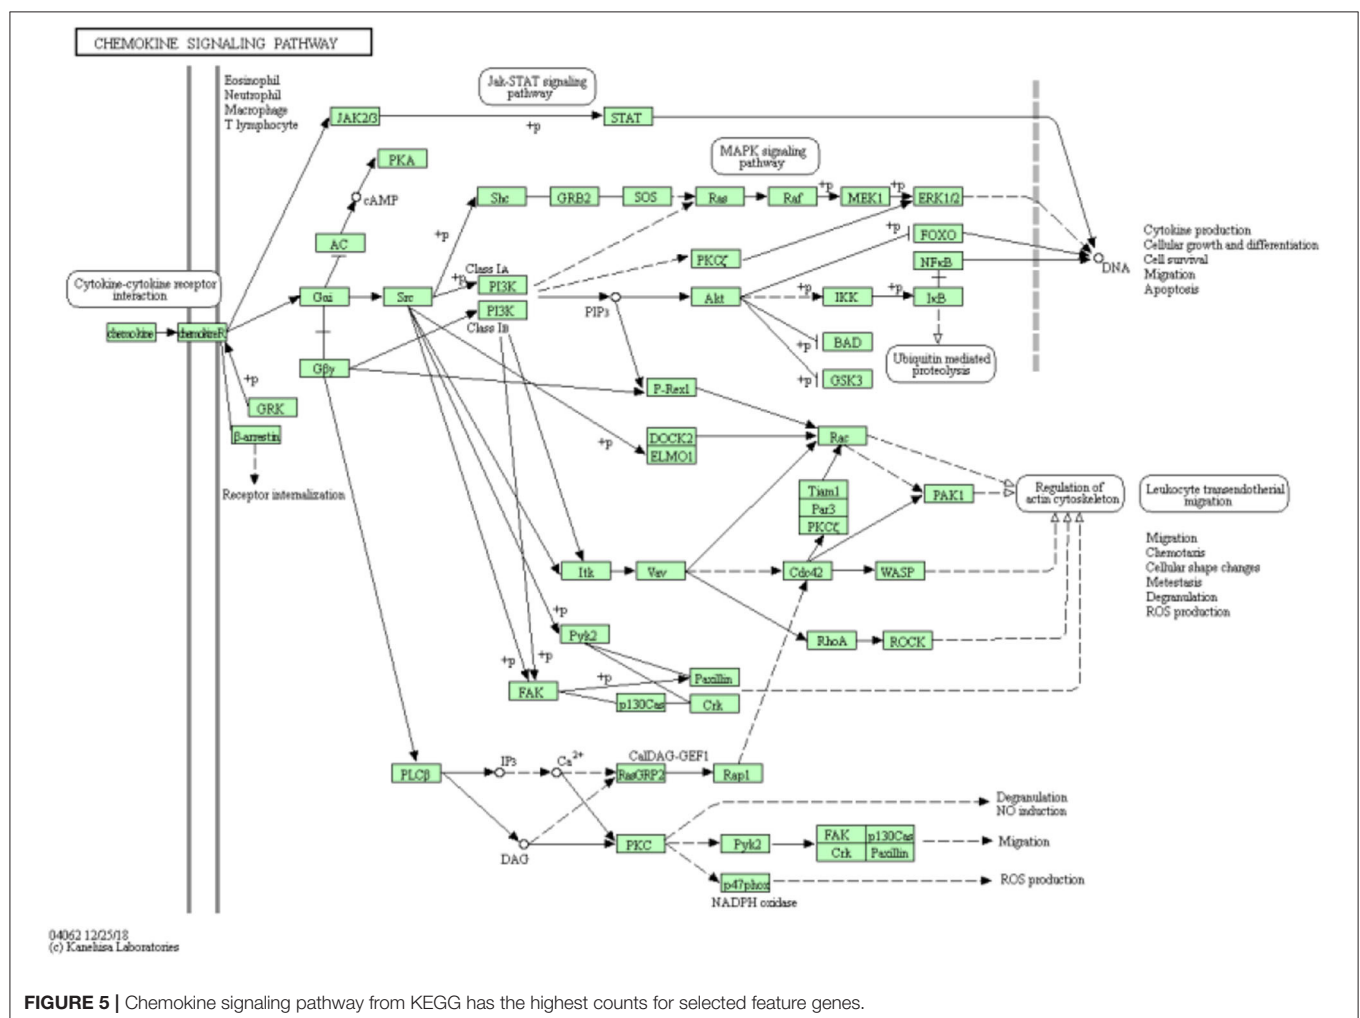 CHEMOKINE SIGNALING PATHWAY
Eosinophil
Neutrophil
Macrophage
T lymphocyte
Jak-STAT signaling
pathway
JAK2/3
+p
STAT
MAPK signaling
pathway
PKA
cAMP
Shc
GRB2
SOS
Ras
Raf
+p
MEK1
+p
ERK1/2
AC
+p
PKCζ
+p
FOXO
NFκB
DNA
Cytokine production
Cellular growth and differentiation
Cell survival
Migration
Apoptosis
Cytokine-cytokine receptor
interaction
Gαi
Src
Class IA
+p
PI3K
PI3K
Class IB
PIP3
Akt
+p
IKK
+p
IκB
chemokine
chemokineR
+p
BAD
Ubiquitin mediated
proteolysis
Gβγ
+p
GSK3
P-Rex1
+p
GRK
β-arrestin
Receptor internalization
+p
DOCK2
ELMO1
Rac
Tiam1
Par3
PKCζ
PAK1
Regulation of
actin cytoskeleton
Leukocyte transendotherial
migration
Migration
Chemotaxis
Cellular shape changes
Metestasis
Degranulation
ROS production
Itk
Vav
Cdc42
WASP
+p
Pyk2
RhoA
ROCK
+p
+p
FAK
+p
Paxillin
p130Cas
Crk
PLCβ
IP3
Ca2+
CalDAG-GEF1
RasGRP2
Rap1
Degranulation
NO induction
DAG
PKC
Pyk2
FAK
p130Cas
Crk
Paxillin
Migration
p47phox
NADPH oxidase
ROS production
04062 12/25/18
(c) Kanehisa Laboratories
FIGURE 5 | Chemokine signaling pathway from KEGG has the highest counts for selected feature genes.